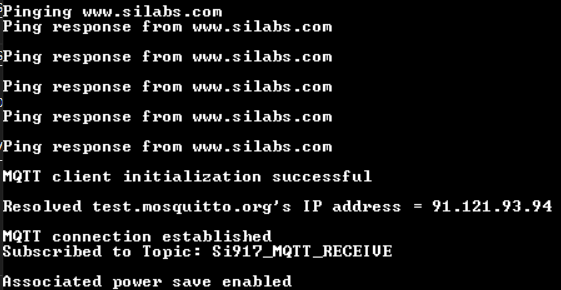 Pinging www.silabs.com
Ping response from www.silabs.com
Ping response from www.silabs.com
Ping response from www.silabs.com
Ping response from www.silabs.com
Ping response from www.silabs.com
MQTT client initialization successful
Resolved test.mosquitto.org's IP address = 91.121.93.94
MQTT connection established
Subscribed to Topic: Si917_MQTT_RECEIVE
Associated power save enabled